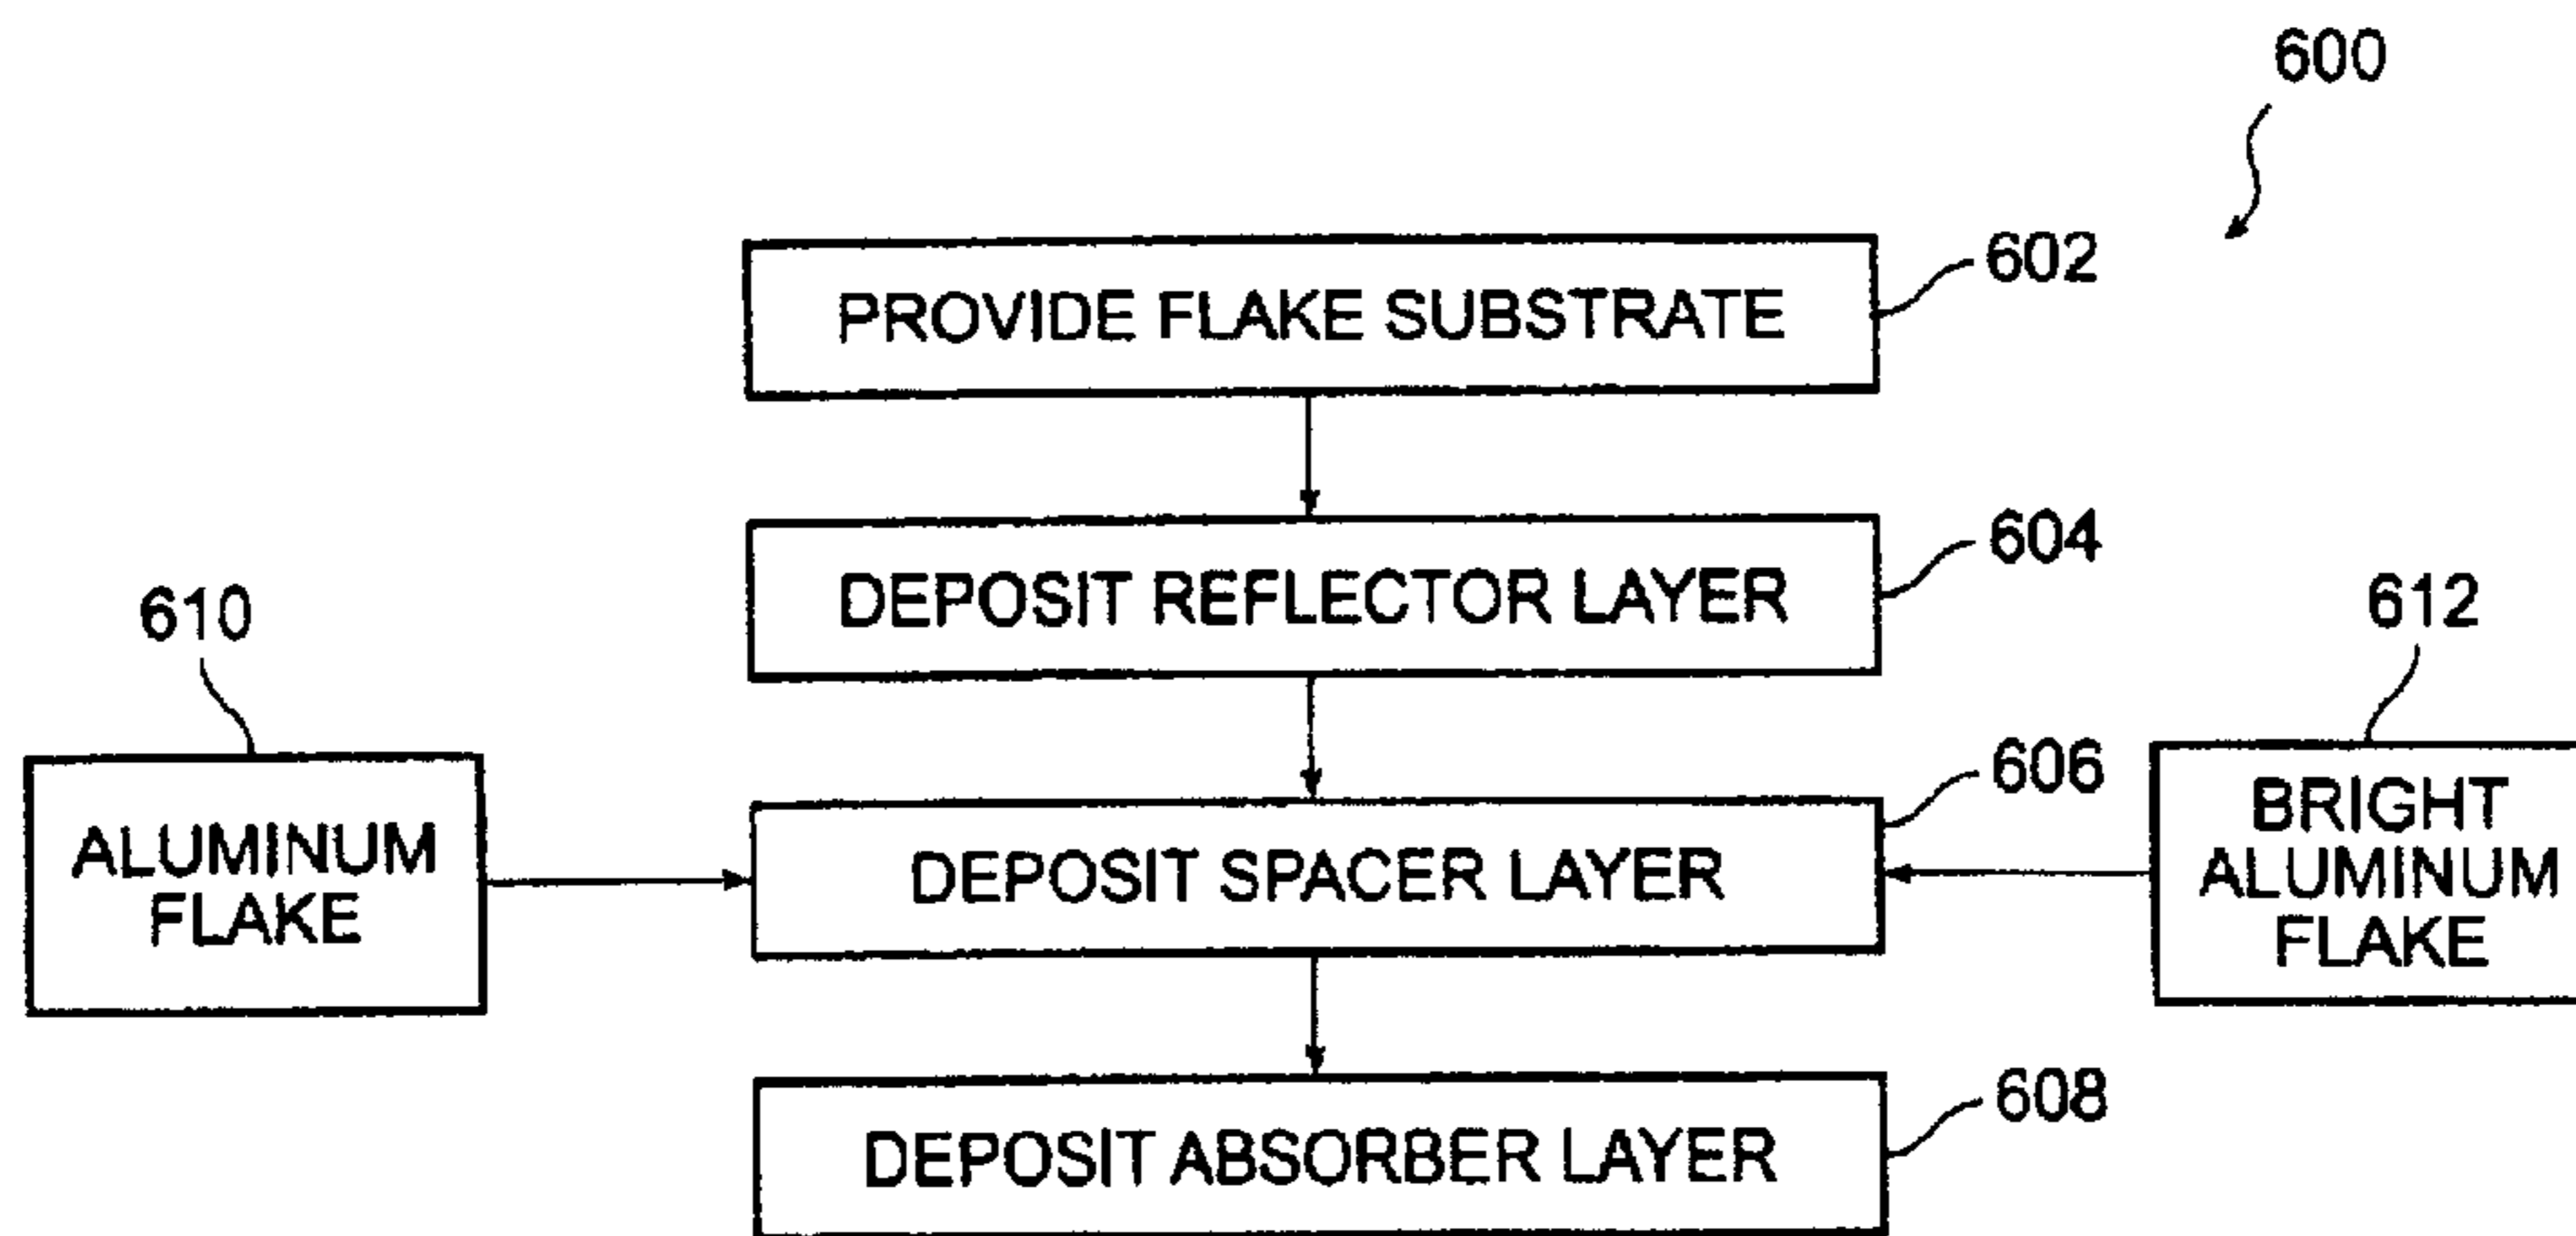 600
PROVIDE FLAKE SUBSTRATE
602
DEPOSIT REFLECTOR LAYER
604
610
612
ALUMINUM
FLAKE
DEPOSIT SPACER LAYER
606
BRIGHT
ALUMINUM
FLAKE
DEPOSIT ABSORBER LAYER
608